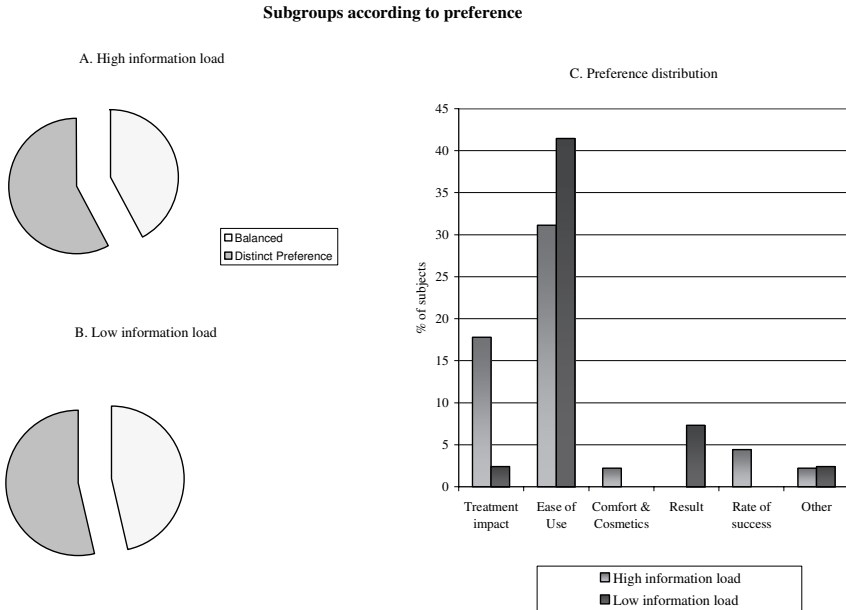 Subgroups according to preference
A. High information load
Balanced
Distinct Preference
B. Low information load
C. Preference distribution
% of subjects
45
40
35
30
25
20
15
10
5
0
Treatment
impact
Ease of
Use
Comfort &
Cosmetics
Result
Rate of
success
Other
High information load
Low information load